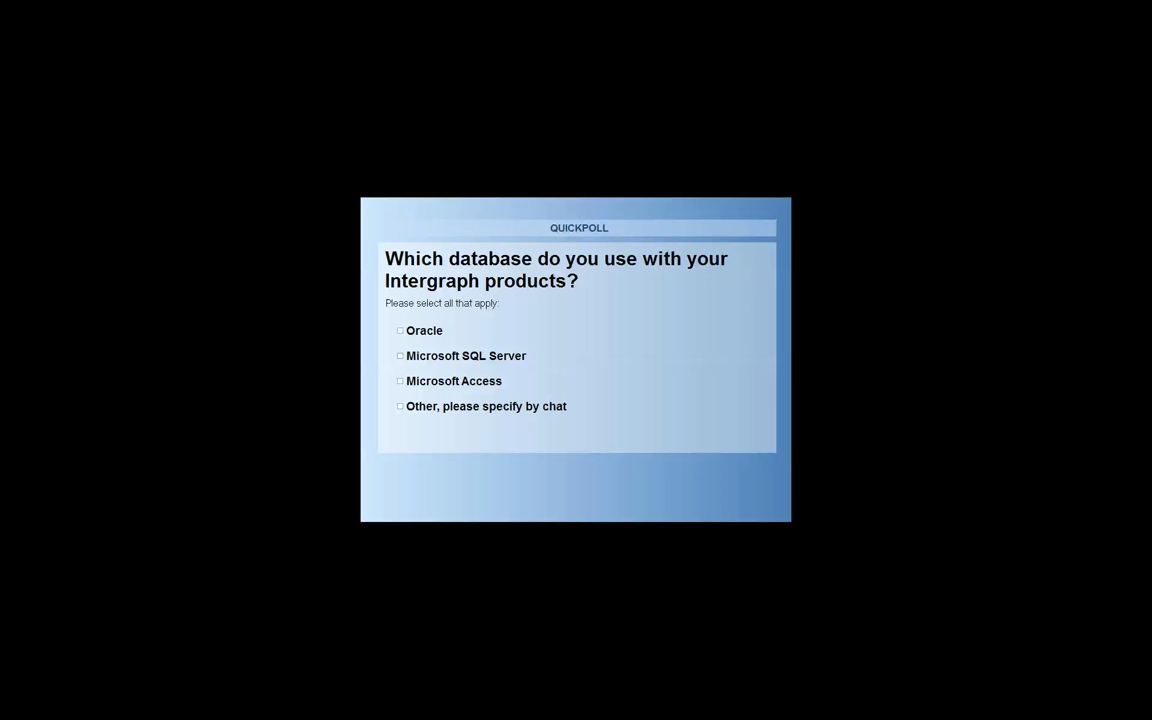 QUICKPOLL
Which database do you use with your
Intergraph products?
Please select all that apply:
Oracle
Microsoft SQL Server
Microsoft Access
Other, please specify by chat